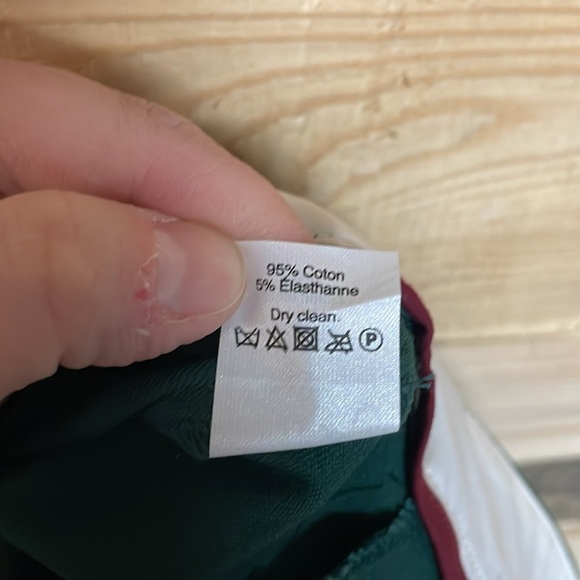 95% Coton
5% Élasthanne
Dry clean.
P